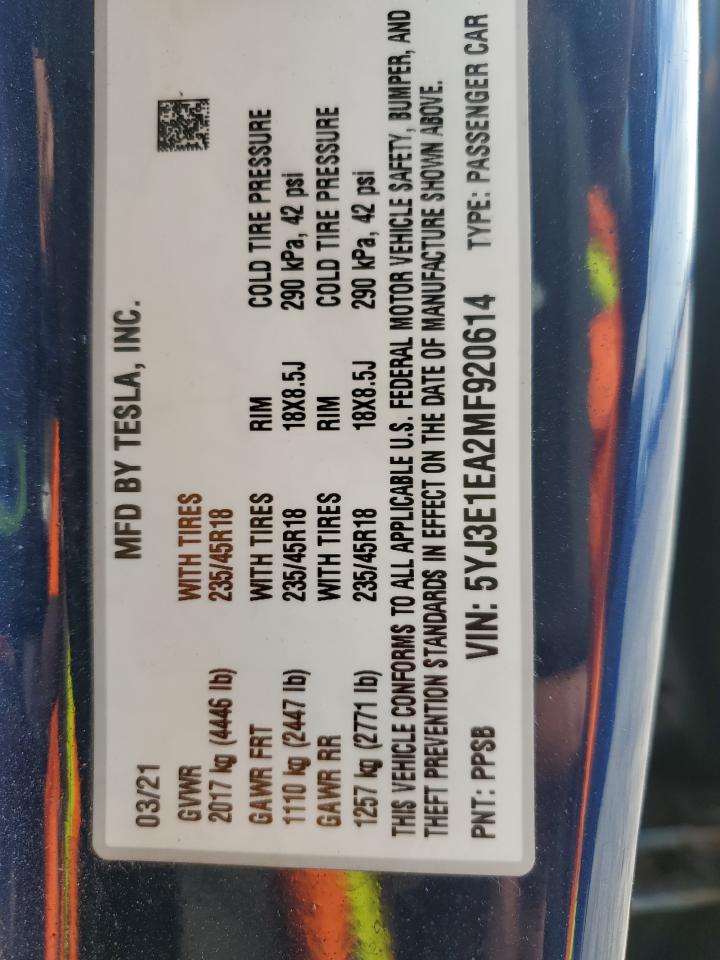 MFD BY TESLA, INC.
03/21
GVWR WITH TIRES
2017 kg (4446 lb) 235/45R18
GAWR FRT WITH TIRES RIM COLD TIRE PRESSURE
1110 kg (2447 lb) 235/45R18 18X8.5J 290 kPa, 42 psi
GAWR RR WITH TIRES RIM COLD TIRE PRESSURE
1257 kg (2771 lb) 235/45R18 18X8.5J 290 kPa, 42 psi
THIS VEHICLE CONFORMS TO ALL APPLICABLE U.S. FEDERAL MOTOR VEHICLE SAFETY, BUMPER, AND
THEFT PREVENTION STANDARDS IN EFFECT ON THE DATE OF MANUFACTURE SHOWN ABOVE.
PNT: PPSB VIN: 5YJ3E1EA2MF920614 TYPE: PASSENGER CAR